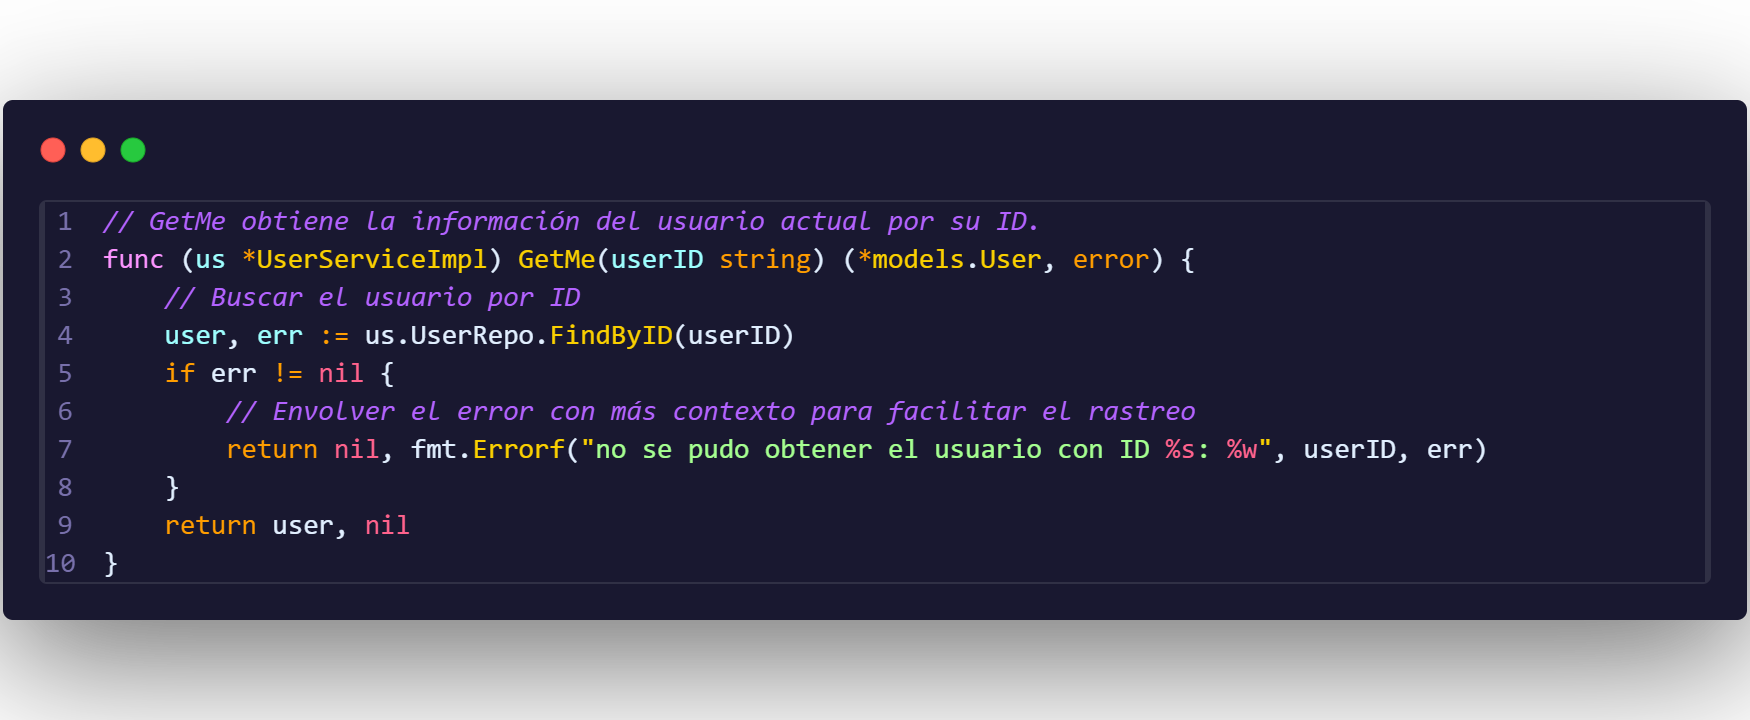 1 // GetMe obtiene la información del usuario actual por su ID.
2 func (us *UserServiceImpl) GetMe(userID string) (*models.User, error) {
3     // Buscar el usuario por ID
4     user, err := us.UserRepo.FindByID(userID)
5     if err != nil {
6         // Envolver el error con más contexto para facilitar el rastreo
7         return nil, fmt.Errorf("no se pudo obtener el usuario con ID %s: %w", userID, err)
8     }
9     return user, nil
10 }